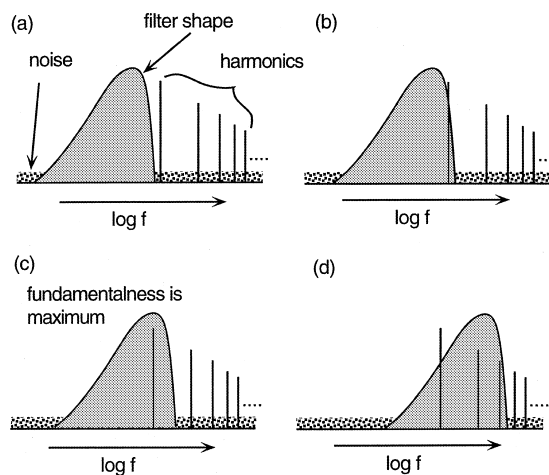 (a)
filter shape
noise
harmonics
log f
(b)
log f
(c)
fundamentalness is
maximum
log f
(d)
log f